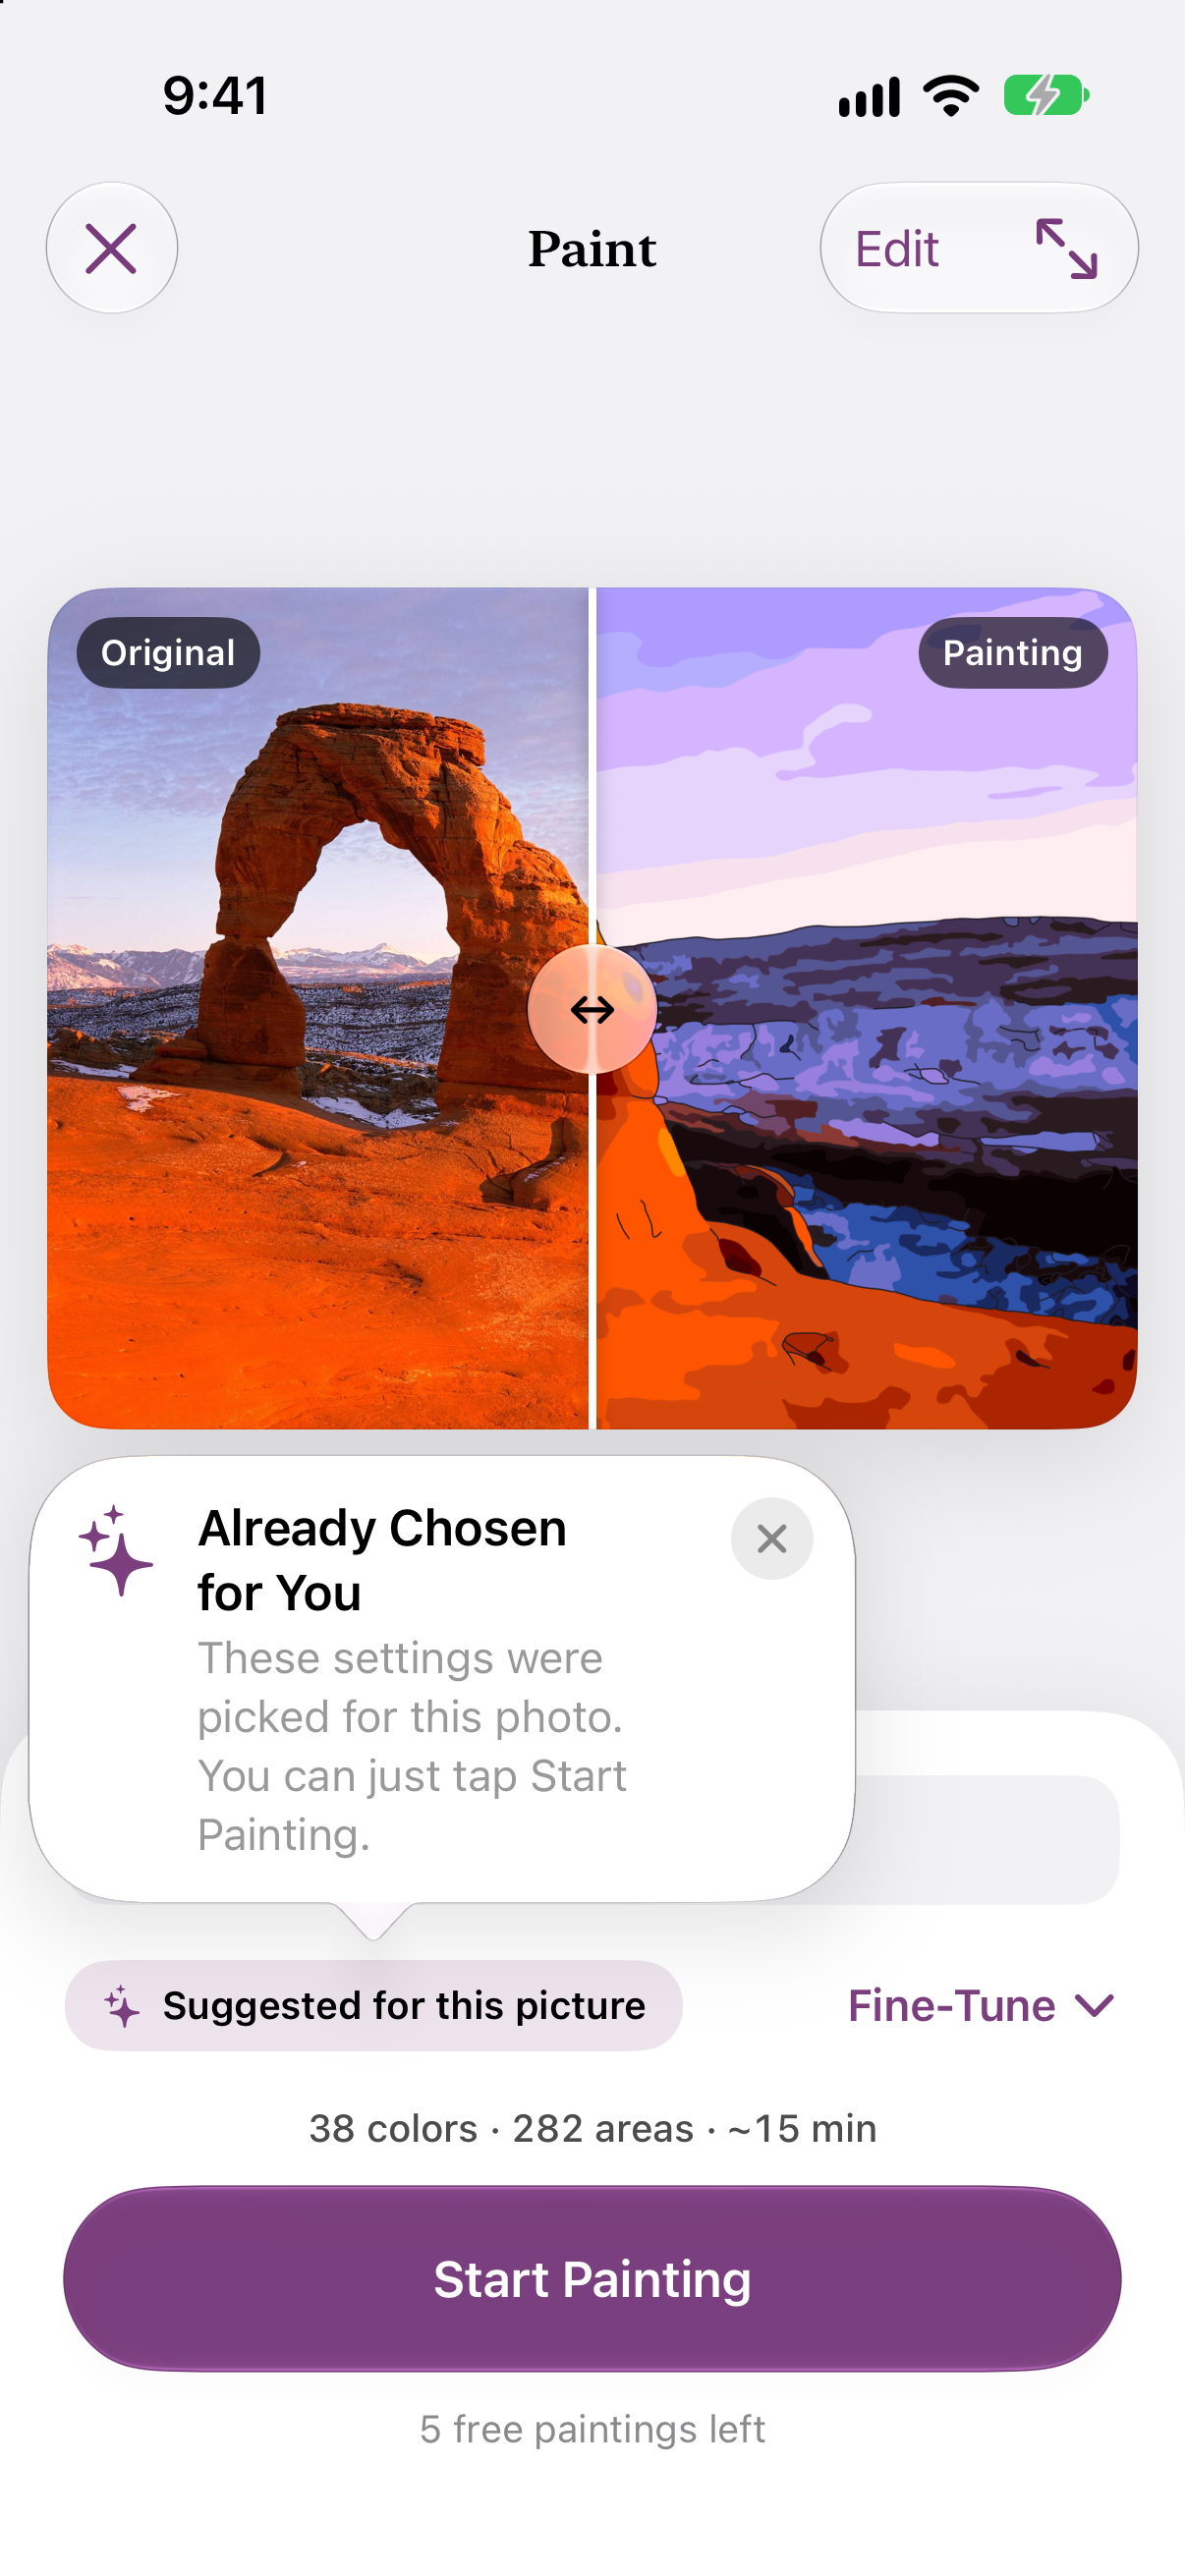 9:41
Paint
Edit
Original
Painting
Already Chosen
for You
These settings were
picked for this photo.
You can just tap Start
Painting.
Suggested for this picture
Fine-Tune
38 colors · 282 areas · ~15 min
Start Painting
5 free paintings left